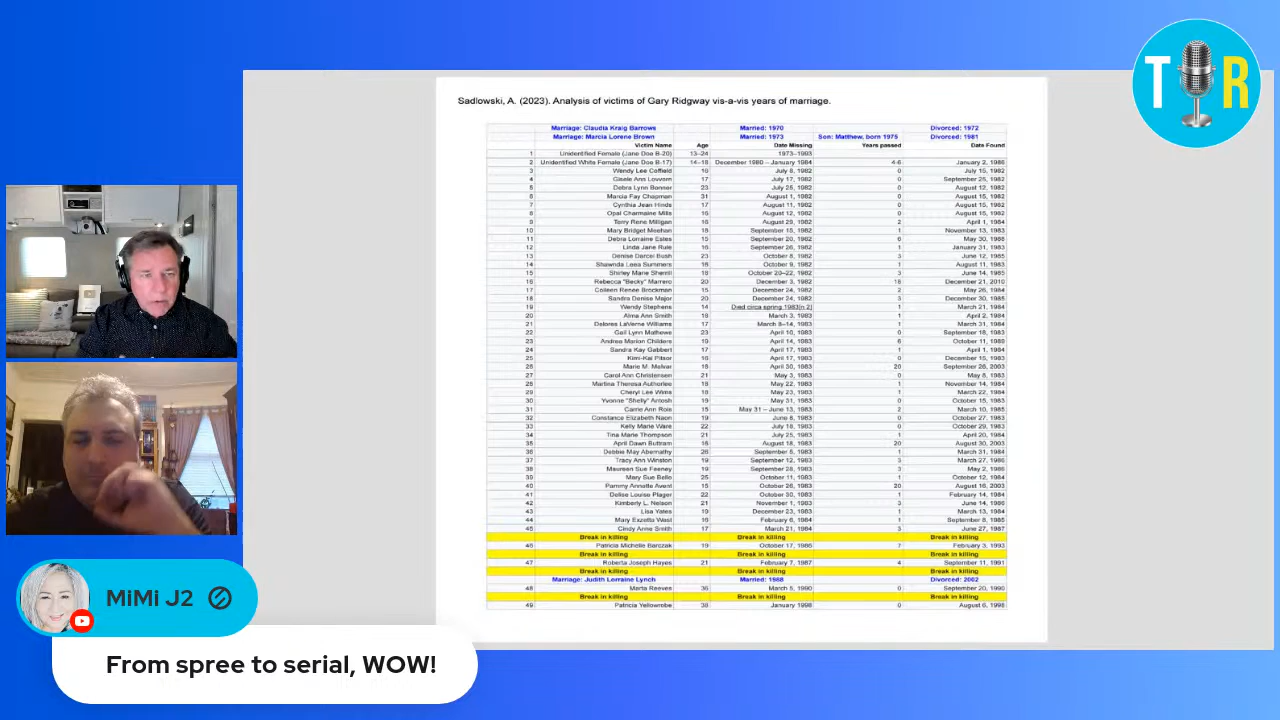 T R
Sadlowski, A. (2023). Analysis of victims of Gary Ridgway vis-a-vis years of marriage.
Marriage: Claudia Kraig Barrows Married: 1970 Divorced: 1972
Marriage: Marcia Lorene Brown Married: 1973 Son: Matthew, born 1975 Divorced: 1981
Victim Name Age Date Missing Years passed Date Found
1 Unidentified Female (Jane Doe B-20) 13–24 1973–1993
2 Unidentified White Female (Jane Doe B-17) 14–18 December 1980 – January 1984 4-6 January 2, 1986
3 Wendy Lee Coffield 16 July 8, 1982 0 July 15, 1982
4 Gisele Ann Lovvorn 17 July 17, 1982 0 September 25, 1982
5 Debra Lynn Bonner 23 July 25, 1982 0 August 12, 1982
6 Marcia Fay Chapman 31 August 1, 1982 0 August 15, 1982
7 Cynthia Jean Hinds 17 August 11, 1982 0 August 15, 1982
8 Opal Charmaine Mills 16 August 12, 1982 0 August 15, 1982
9 Terry Rene Milligan 16 August 29, 1982 2 April 1, 1984
10 Mary Bridget Meehan 18 September 15, 1982 1 November 13, 1983
11 Debra Lorraine Estes 15 September 20, 1982 6 May 30, 1988
12 Linda Jane Rule 16 September 26, 1982 0 January 31, 1983
13 Denise Darcel Bush 23 October 8, 1982 3 June 12, 1985
14 Shawnda Leea Summers 16 October 9, 1982 1 August 11, 1983
15 Shirley Marie Sherrill 18 October 20–22, 1982 3 June 14, 1985
16 Rebecca "Becky" Marrero 20 December 3, 1982 18 December 21, 2010
17 Colleen Renee Brockman 15 December 24, 1982 2 May 26, 1984
18 Sandra Denise Major 20 December 24, 1982 3 December 30, 1985
19 Wendy Stephens 14 Died circa spring 1983[n 2] 1 March 21, 1984
20 Alma Ann Smith 18 March 3, 1983 1 April 2, 1984
21 Delores LaVerne Williams 17 March 8–14, 1983 1 March 31, 1984
22 Gail Lynn Mathews 23 April 10, 1983 0 September 18, 1983
23 Andrea Marion Childers 19 April 14, 1983 6 October 11, 1989
24 Sandra Kay Gabbert 17 April 17, 1983 1 April 1, 1984
25 Kimi-Kai Pitsor 16 April 17, 1983 0 December 15, 1983
26 Marie M. Malvar 18 April 30, 1983 20 September 26, 2003
27 Carol Ann Christensen 21 May 3, 1983 0 May 8, 1983
28 Martina Theresa Authorlee 18 May 22, 1983 1 November 14, 1984
29 Cheryl Lee Wims 18 May 23, 1983 1 March 22, 1984
30 Yvonne "Shelly" Antosh 19 May 31, 1983 0 October 15, 1983
31 Carrie Ann Rois 15 May 31 – June 13, 1983 2 March 10, 1985
32 Constance Elizabeth Naon 19 June 8, 1983 0 October 27, 1983
33 Kelly Marie Ware 22 July 18, 1983 0 October 29, 1983
34 Tina Marie Thompson 21 July 25, 1983 1 April 20, 1984
35 April Dawn Buttram 16 August 18, 1983 20 August 30, 2003
36 Debbie May Abernathy 26 September 5, 1983 1 March 31, 1984
37 Tracy Ann Winston 19 September 12, 1983 3 March 27, 1986
38 Maureen Sue Feeney 19 September 28, 1983 3 May 2, 1986
39 Mary Sue Bello 25 October 11, 1983 1 October 12, 1984
40 Pammy Annette Avent 15 October 26, 1983 20 August 16, 2003
41 Delise Louise Plager 22 October 30, 1983 1 February 14, 1984
42 Kimberly L. Nelson 21 November 1, 1983 3 June 14, 1986
43 Lisa Yates 19 December 23, 1983 1 March 13, 1984
44 Mary Exzetta West 16 February 6, 1984 1 September 8, 1985
45 Cindy Anne Smith 17 March 21, 1984 3 June 27, 1987
Break in killing Break in killing Break in killing
46 Patricia Michelle Barczak 19 October 17, 1986 7 February 3, 1993
Break in killing Break in killing Break in killing
47 Roberta Joseph Hayes 21 February 7, 1987 4 September 11, 1991
Break in killing Break in killing Break in killing
Marriage: Judith Lorraine Lynch Married: 1988 Divorced: 2002
48 Marta Reeves 36 March 5, 1990 0 September 20, 1990
Break in killing Break in killing Break in killing
49 Patricia Yellowrobe 38 January 1998 0 August 6, 1998
MiMi J2
From spree to serial, WOW!